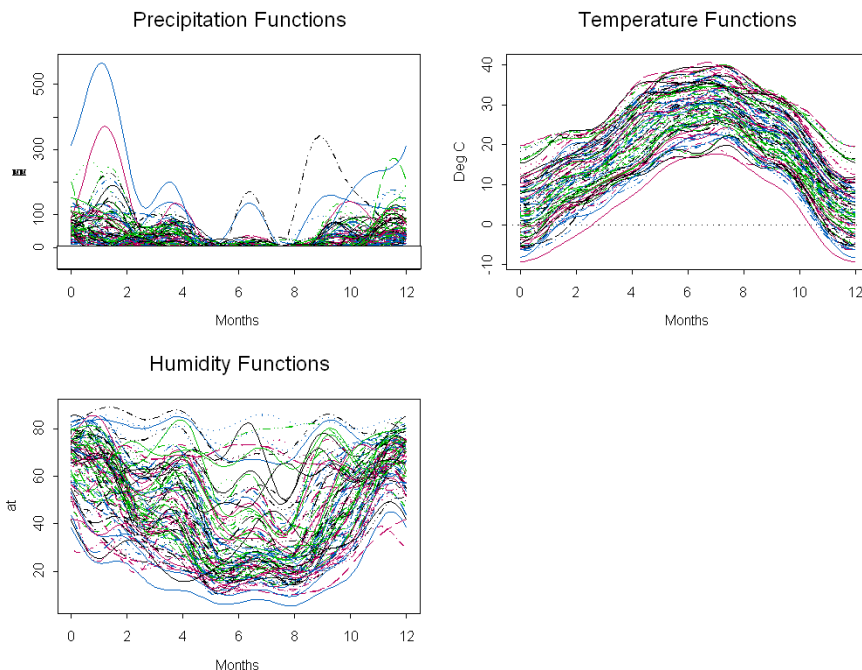 Precipitation Functions
500
300
100
0
0 2 4 6 8 10 12
Months
Temperature Functions
Deg C
40
30
20
10
0
-10
0 2 4 6 8 10 12
Months
Humidity Functions
at
80
60
40
20
0 2 4 6 8 10 12
Months